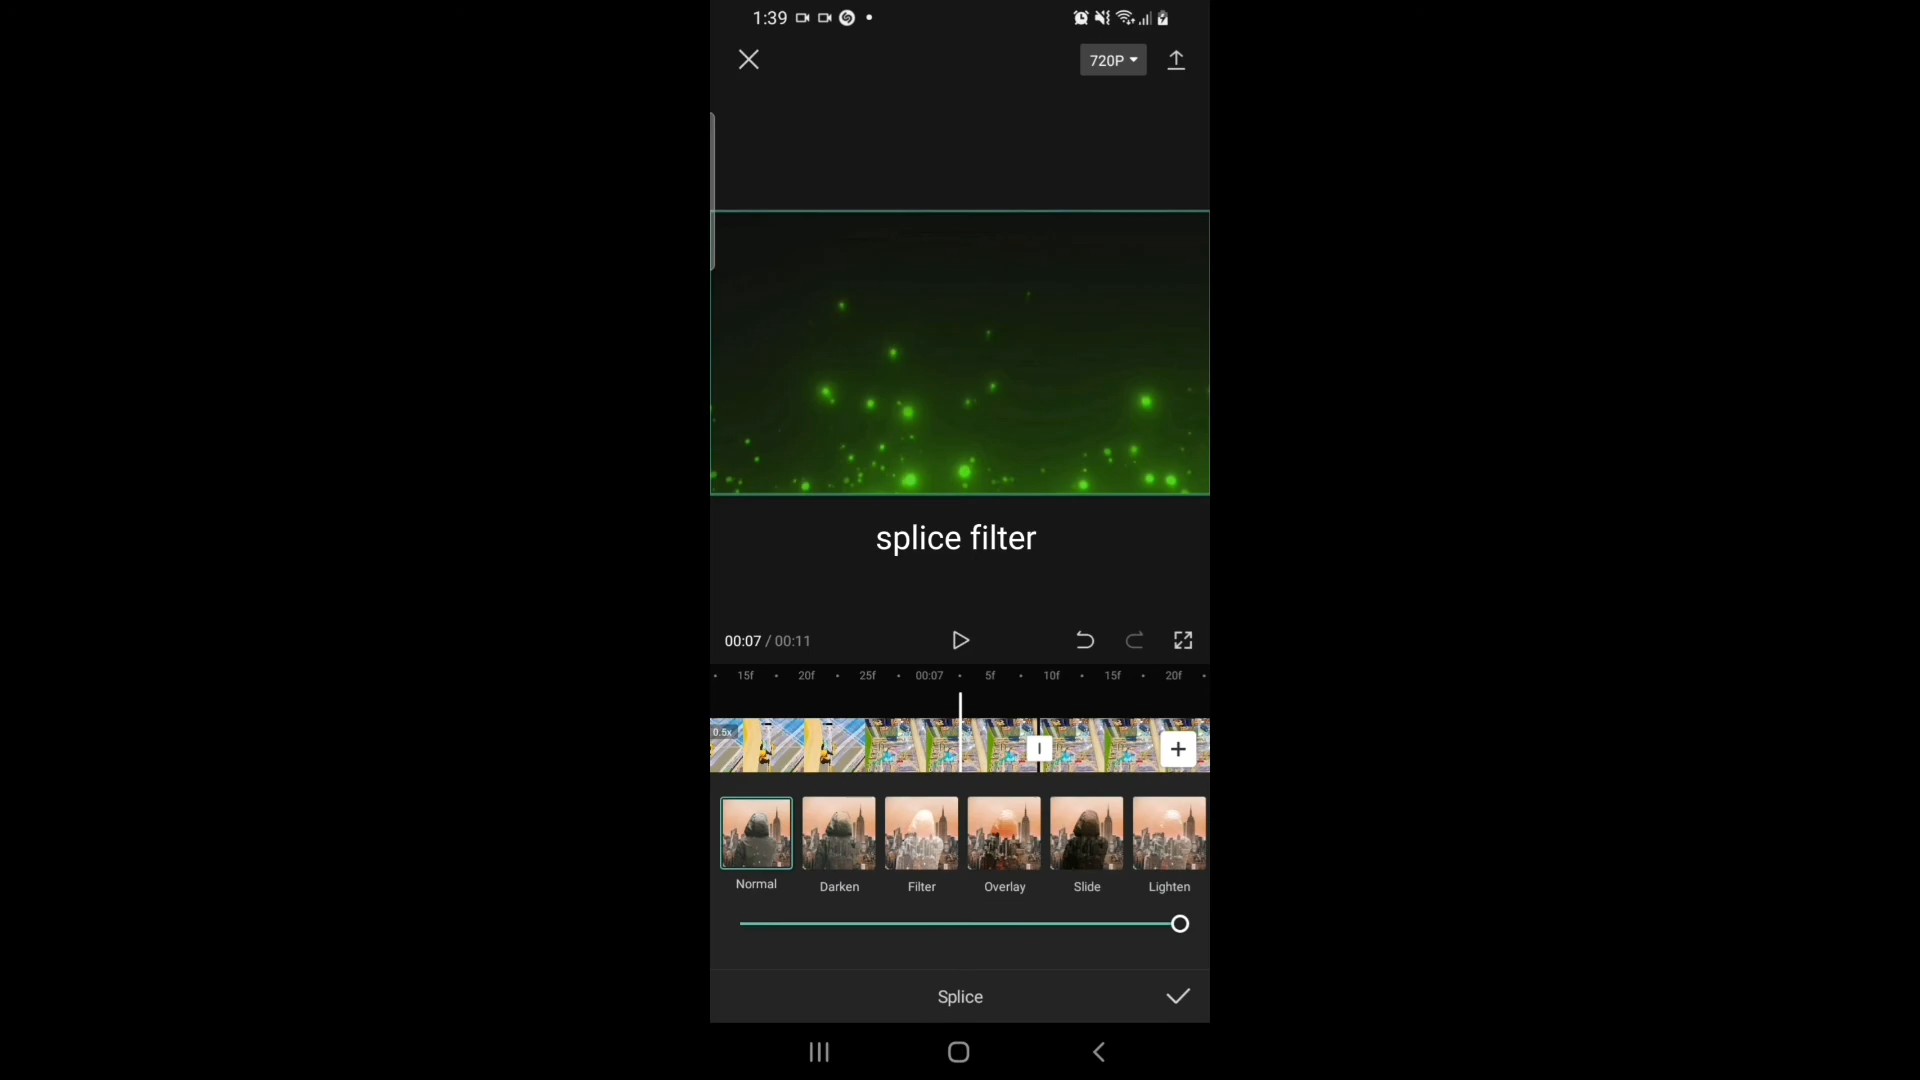 1:39
720P
splice filter
00:07 / 00:11
15f 20f 25f 00:07 5f 10f 15f 20f
0.5x
Normal Darken Filter Overlay Slide Lighten
Splice